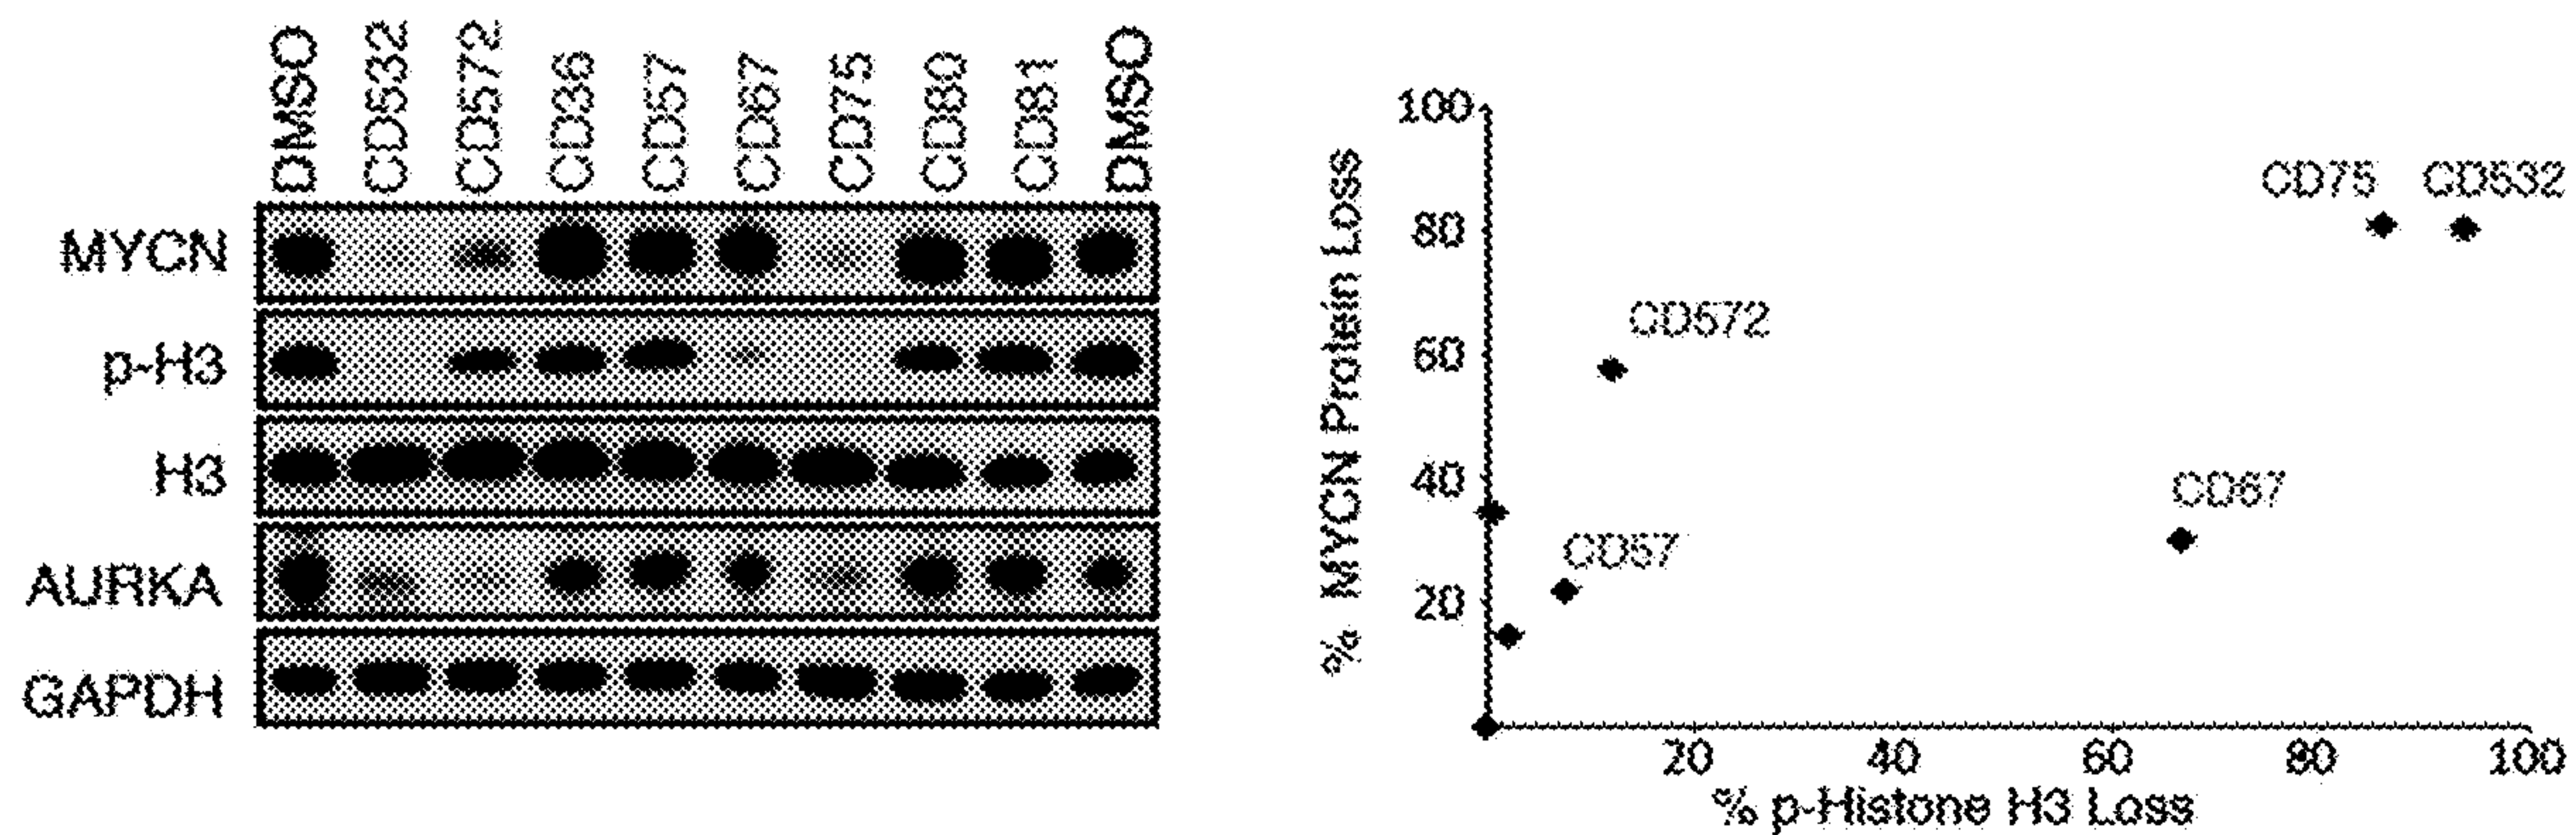 DMSO CD532 CD572 CD36 CD57 CD67 CD75 CD80 CD81 DMSO
MYCN
p-H3
H3
AURKA
GAPDH
% MYCN Protein Loss
100
80
60
40
20
CD75 CD532
CD572
CD67
CD57
20 40 60 80 100
% p-Histone H3 Loss